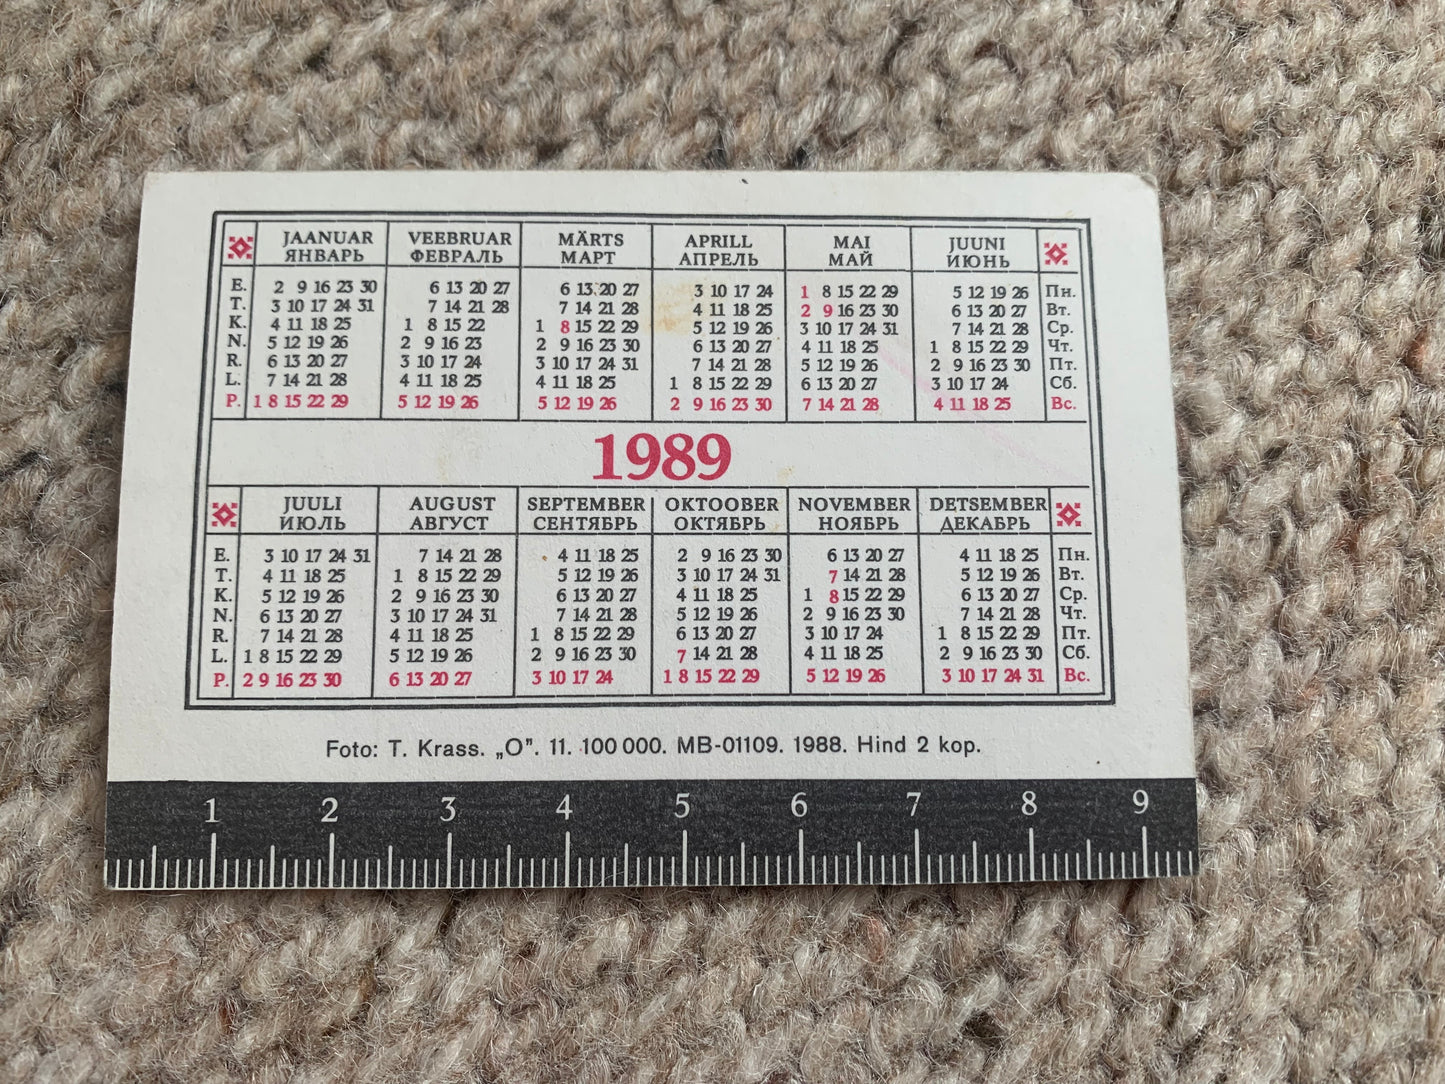 JAANUAR VEEBRUAR MÄRTS APRILL MAI JUUNI
ЯНВАРЬ ФЕВРАЛЬ МАРТ АПРЕЛЬ МАЙ ИЮНЬ
E. 2 9 16 23 30 6 13 20 27 6 13 20 27 3 10 17 24 1 8 15 22 29 5 12 19 26 Пн.
T. 3 10 17 24 31 7 14 21 28 7 14 21 28 4 11 18 25 2 9 16 23 30 6 13 20 27 Вт.
K. 4 11 18 25 1 8 15 22 1 8 15 22 29 5 12 19 26 3 10 17 24 31 7 14 21 28 Ср.
N. 5 12 19 26 2 9 16 23 2 9 16 23 30 6 13 20 27 4 11 18 25 1 8 15 22 29 Чт.
R. 6 13 20 27 3 10 17 24 3 10 17 24 31 7 14 21 28 5 12 19 26 2 9 16 23 30 Пт.
L. 7 14 21 28 4 11 18 25 4 11 18 25 1 8 15 22 29 6 13 20 27 3 10 17 24 Сб.
P. 1 8 15 22 29 5 12 19 26 5 12 19 26 2 9 16 23 30 7 14 21 28 4 11 18 25 Вс.
1989
JUULI AUGUST SEPTEMBER OKTOOBER NOVEMBER DETSEMBER
ИЮЛЬ АВГУСТ СЕНТЯБРЬ ОКТЯБРЬ НОЯБРЬ ДЕКАБРЬ
E. 3 10 17 24 31 7 14 21 28 4 11 18 25 2 9 16 23 30 6 13 20 27 4 11 18 25 Пн.
T. 4 11 18 25 1 8 15 22 29 5 12 19 26 3 10 17 24 31 7 14 21 28 5 12 19 26 Вт.
K. 5 12 19 26 2 9 16 23 30 6 13 20 27 4 11 18 25 1 8 15 22 29 6 13 20 27 Ср.
N. 6 13 20 27 3 10 17 24 31 7 14 21 28 5 12 19 26 2 9 16 23 30 7 14 21 28 Чт.
R. 7 14 21 28 4 11 18 25 1 8 15 22 29 6 13 20 27 3 10 17 24 1 8 15 22 29 Пт.
L. 1 8 15 22 29 5 12 19 26 2 9 16 23 30 7 14 21 28 4 11 18 25 2 9 16 23 30 Сб.
P. 2 9 16 23 30 6 13 20 27 3 10 17 24 1 8 15 22 29 5 12 19 26 3 10 17 24 31 Вс.
Foto: T. Krass. „O". 11. 100 000. MB-01109. 1988. Hind 2 kop.
1 2 3 4 5 6 7 8 9